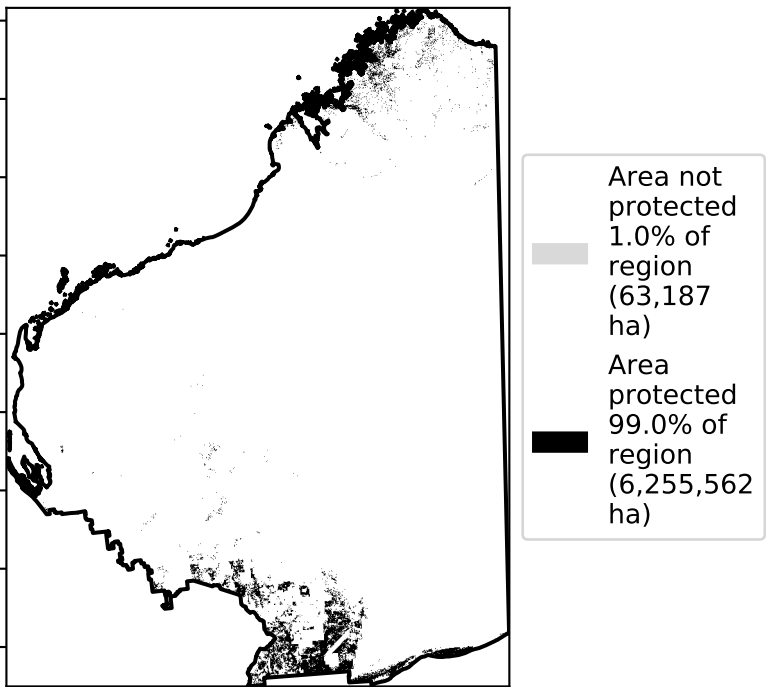 Area not
protected
1.0% of
region
(63,187
ha)
Area
protected
99.0% of
region
(6,255,562
ha)